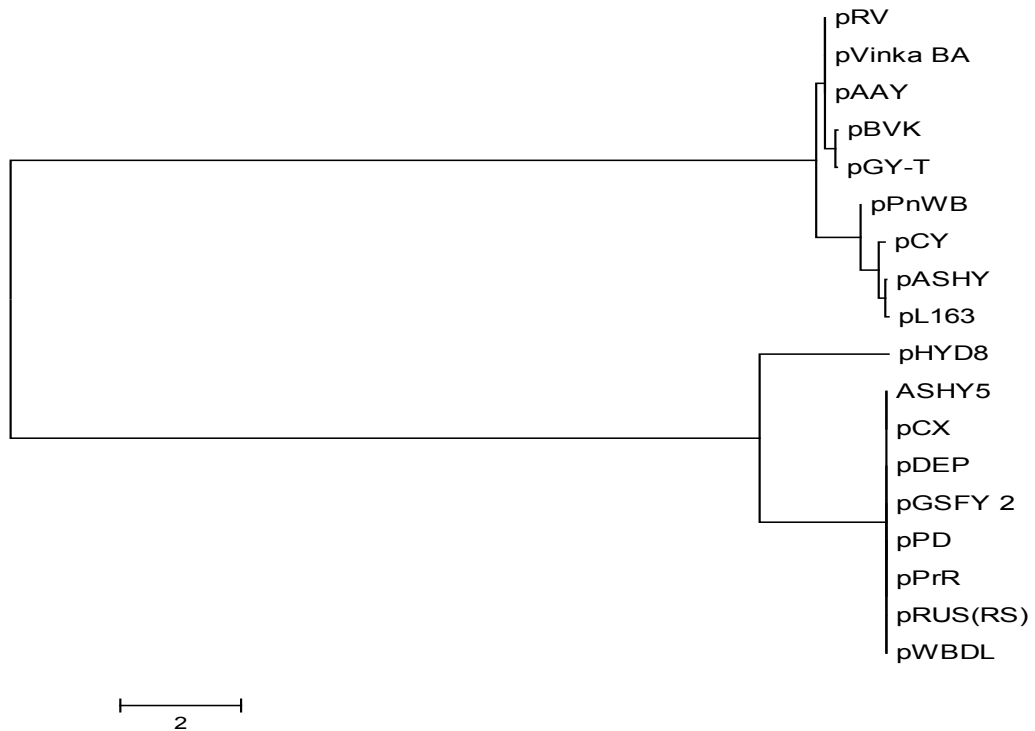 pRV
pVinka BA
pAAY
pBVK
pGY-T
pPnWB
pCY
pASHY
pL163
pHYD8
ASHY5
pCX
pDEP
pGSFY 2
pPD
pPrR
pRUS(RS)
pWBDL
2